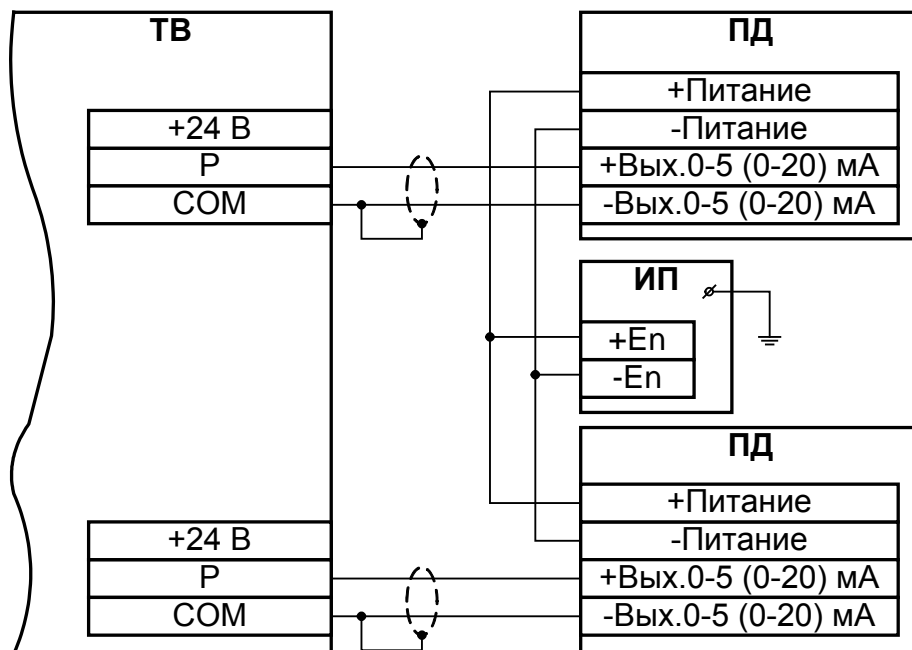 ТВ
+24 В
Р
СОМ
ПД
+Питание
-Питание
+Вых.0-5 (0-20) мА
-Вых.0-5 (0-20) мА
ИП
+En
-En
ПД
+Питание
-Питание
+Вых.0-5 (0-20) мА
-Вых.0-5 (0-20) мА
+24 В
Р
СОМ